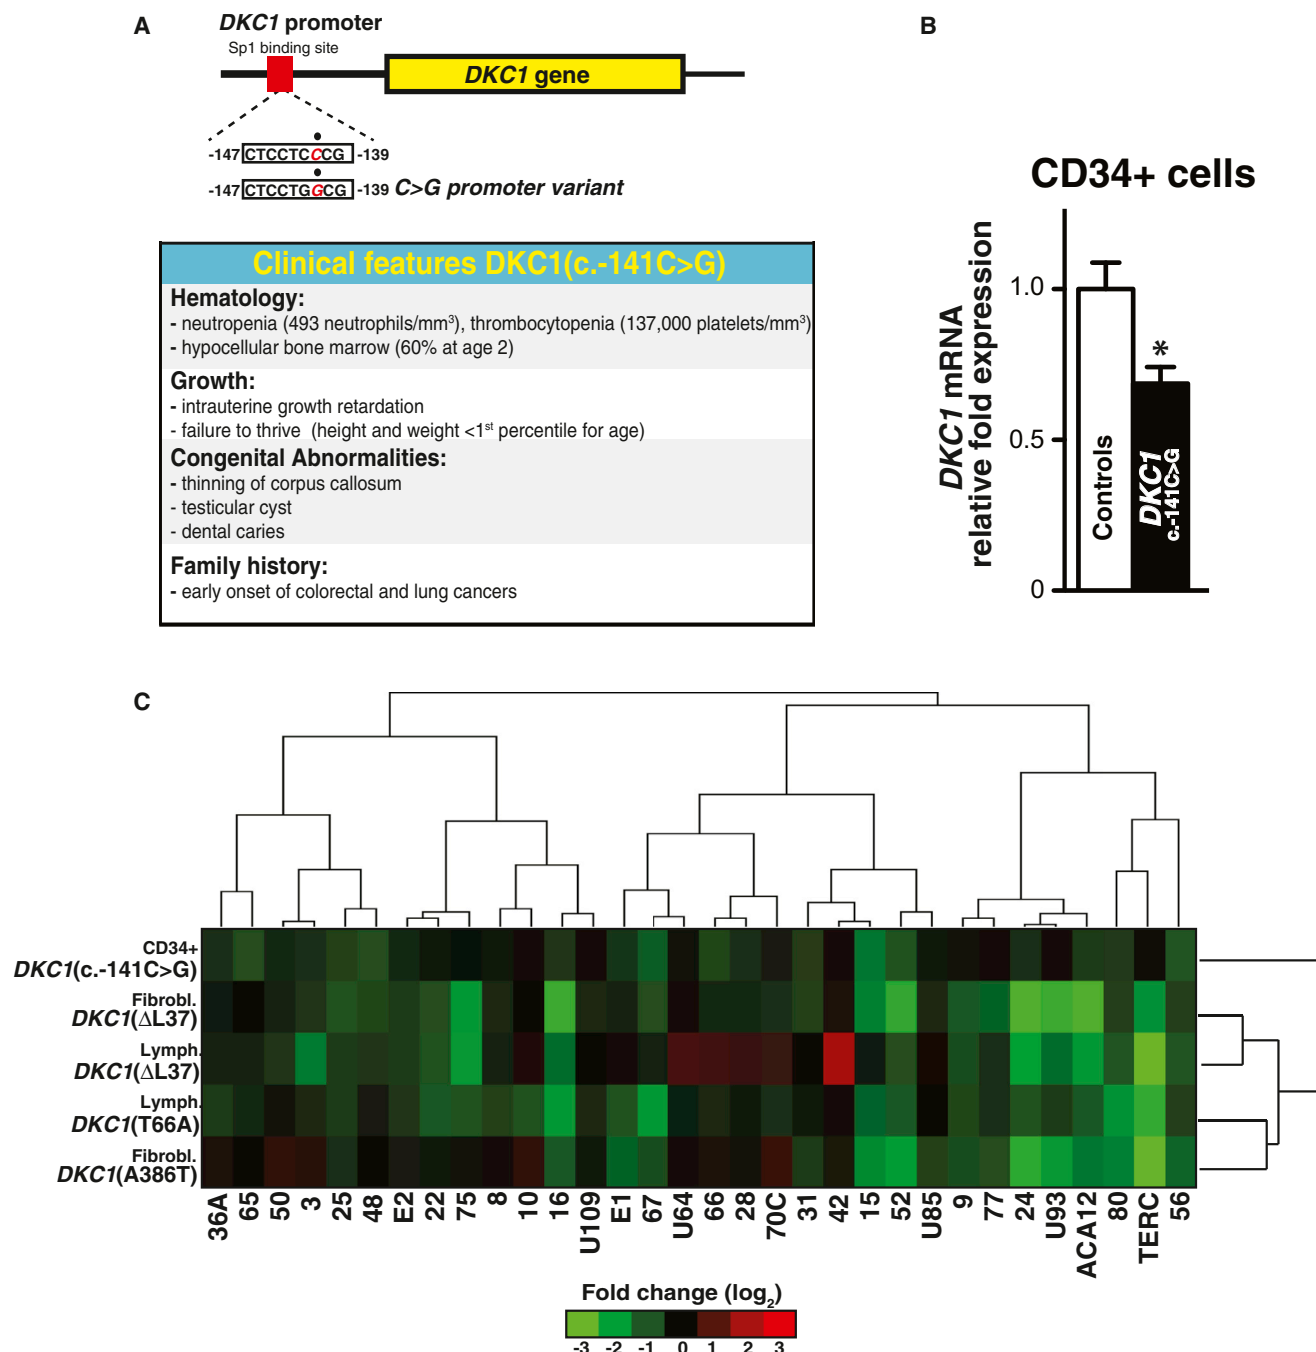 A
DKC1 promoter
Sp1 binding site
DKC1 gene
-147 CTCCTCCCG -139
-147 CTCCTGGCG -139 C>G promoter variant
Clinical features DKC1(c.-141C>G)
Hematology:
- neutropenia (493 neutrophils/mm³), thrombocytopenia (137,000 platelets/mm³)
- hypocellular bone marrow (60% at age 2)
Growth:
- intrauterine growth retardation
- failure to thrive (height and weight <1st percentile for age)
Congenital Abnormalities:
- thinning of corpus callosum
- testicular cyst
- dental caries
Family history:
- early onset of colorectal and lung cancers
B
CD34+ cells
DKC1 mRNA
relative fold expression
1.0
0.5
0
*
Controls
DKC1
c.-141C>G
C
CD34+
DKC1(c.-141C>G)
Fibrobl.
DKC1(ΔL37)
Lymph.
DKC1(ΔL37)
Lymph.
DKC1(T66A)
Fibrobl.
DKC1(A386T)
36A 65 50 3 25 48 E2 22 75 8 10 16 U109 E1 67 U64 66 28 70C 31 42 15 52 U85 9 77 24 U93 ACA12 80 TERC 56
Fold change (log₂)
-3 -2 -1 0 1 2 3